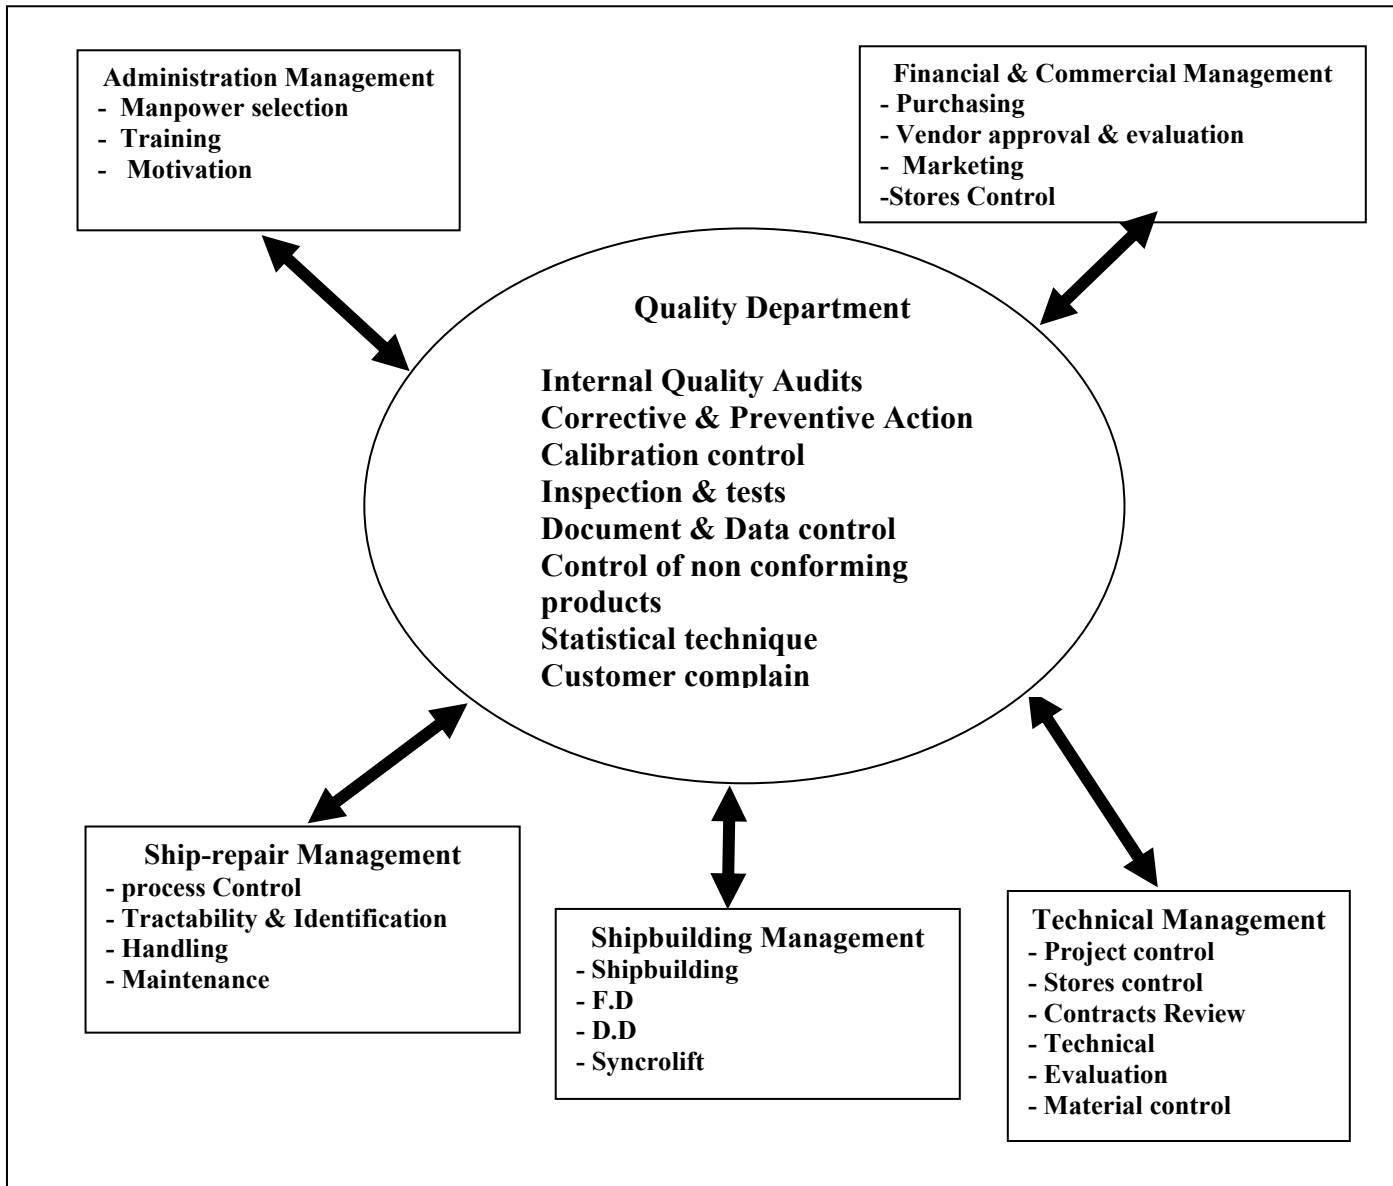 Administration Management
- Manpower selection
- Training
- Motivation
Financial & Commercial Management
- Purchasing
- Vendor approval & evaluation
- Marketing
-Stores Control
Quality Department
Internal Quality Audits
Corrective & Preventive Action
Calibration control
Inspection & tests
Document & Data control
Control of non conforming
products
Statistical technique
Customer complain
Ship-repair Management
- process Control
- Tractability & Identification
- Handling
- Maintenance
Shipbuilding Management
- Shipbuilding
- F.D
- D.D
- Syncrolift
Technical Management
- Project control
- Stores control
- Contracts Review
- Technical
- Evaluation
- Material control